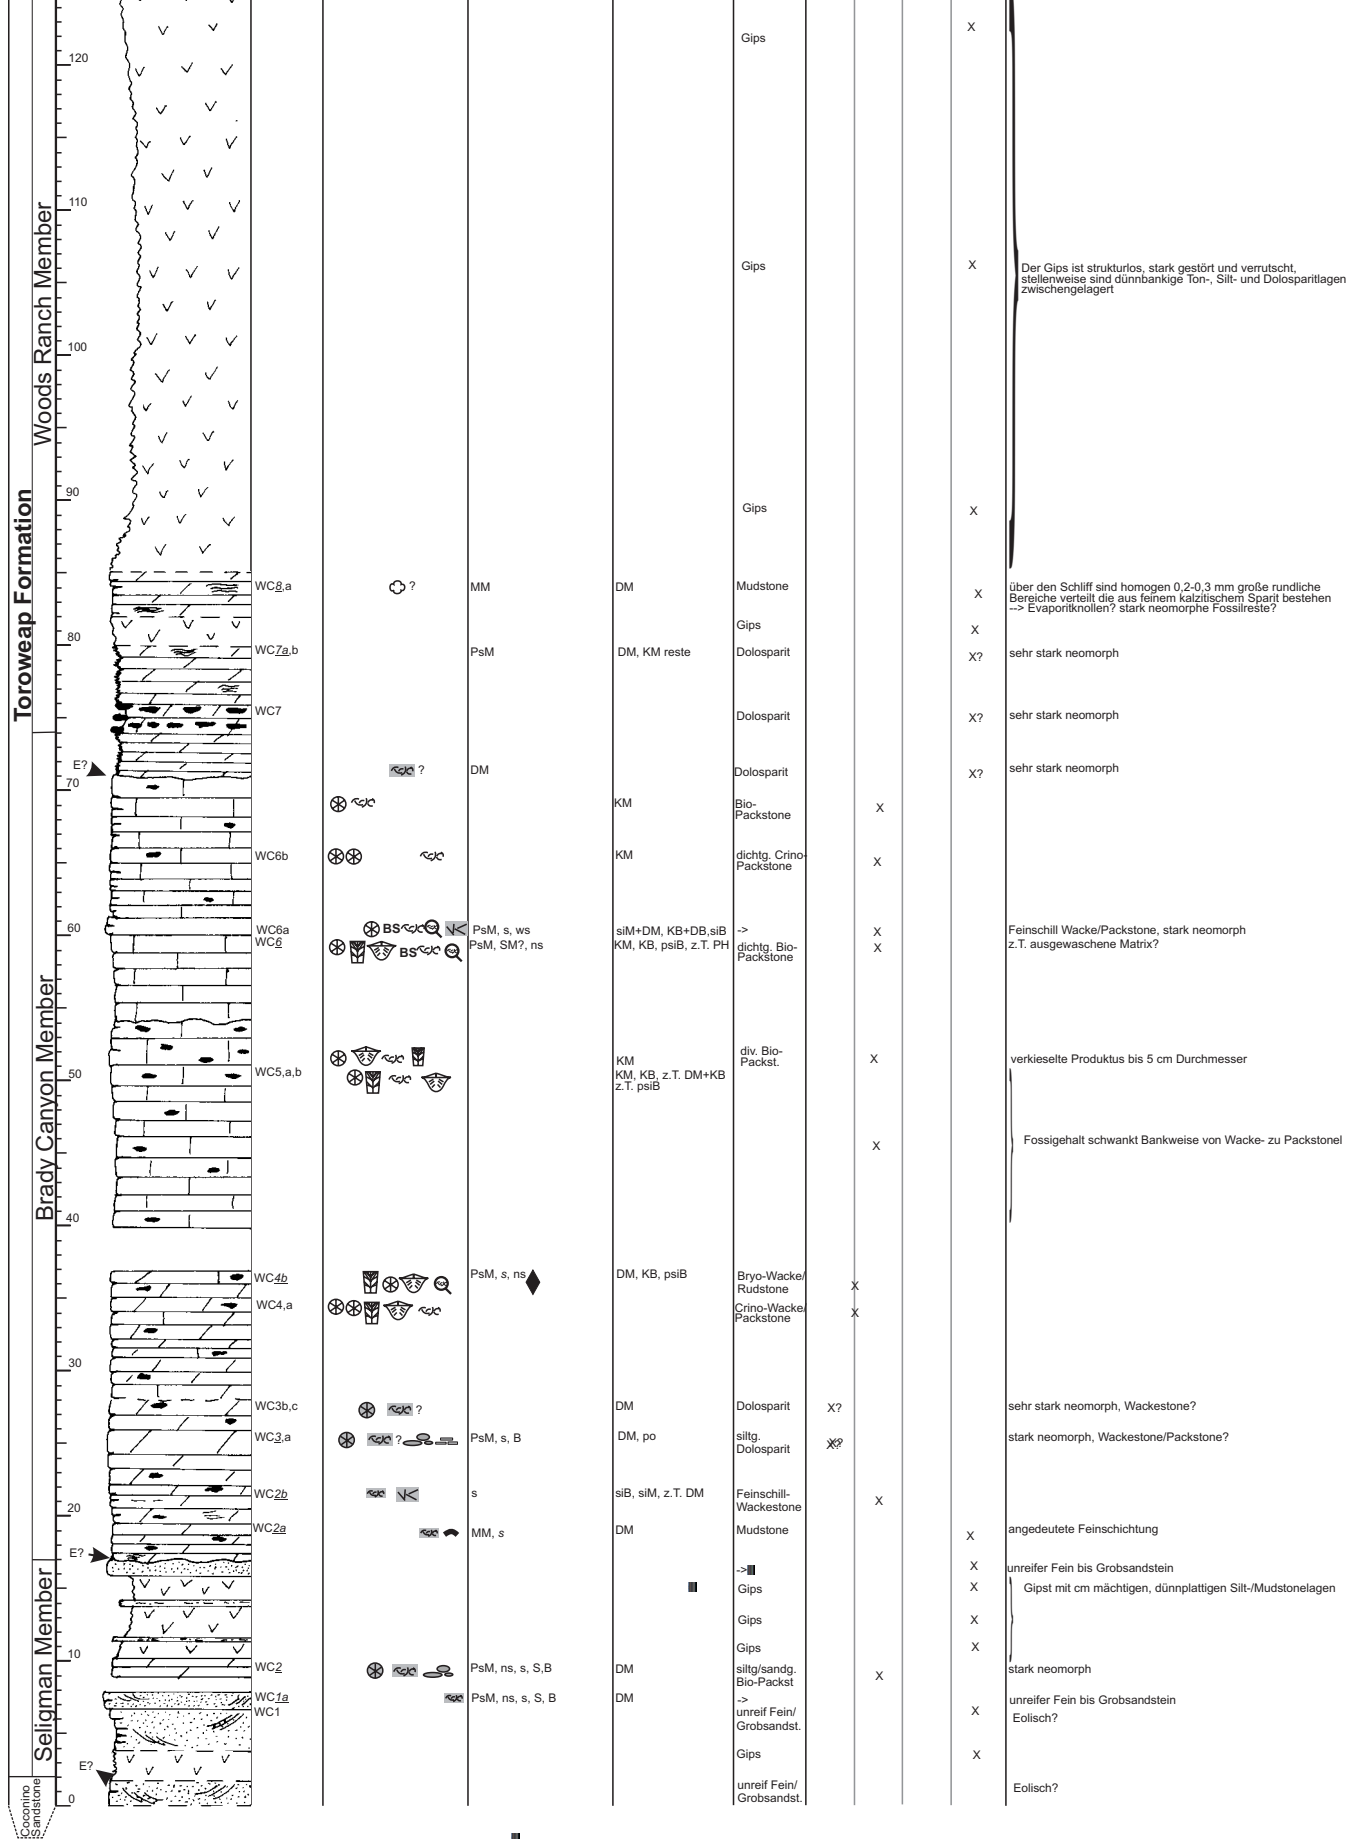 Gips
X
120
110
Woods Ranch Member
Gips
X
Der Gips ist strukturlos, stark gestört und verrutscht,
stellenweise sind dünnbankige Ton-, Silt- und Dolosparitlagen
zwischengelagert
100
90
Gips
X
Toroweap Formation
WC8,a
?
MM
DM
Mudstone
X
über den Schliff sind homogen 0,2-0,3 mm große rundliche
Bereiche verteilt die aus feinem kalzitischem Sparit bestehen
--> Evaporitknollen? stark neomorphe Fossilreste?
Gips
X
80
WC7a,b
PsM
DM, KM reste
Dolosparit
X?
sehr stark neomorph
WC7
Dolosparit
X?
sehr stark neomorph
E?
?
DM
Dolosparit
X?
sehr stark neomorph
70
KM
Bio-
Packstone
X
WC6b
KM
dichtg. Crino-
Packstone
X
60
WC6a
BS
PsM, s, ws
siM+DM, KB+DB,siB
->
X
Feinschill Wacke/Packstone, stark neomorph
WC6
BS
PsM, SM?, ns
KM, KB, psiB, z.T. PH
dichtg. Bio-
Packstone
X
z.T. ausgewaschene Matrix?
Brady Canyon Member
KM
div. Bio-
Packst.
X
verkieselte Produktus bis 5 cm Durchmesser
50
WC5,a,b
KM, KB, z.T. DM+KB
z.T. psiB
X
Fossigehalt schwankt Bankweise von Wacke- zu Packstonel
40
WC4b
PsM, s, ns
DM, KB, psiB
Bryo-Wacke/
Rudstone
X
WC4,a
Crino-Wacke/
Packstone
X
30
WC3b,c
?
DM
Dolosparit
X?
sehr stark neomorph, Wackestone?
WC3,a
?
PsM, s, B
DM, po
siltg.
Dolosparit
X?
stark neomorph, Wackestone/Packstone?
WC2b
s
siB, siM, z.T. DM
Feinschill-
Wackestone
X
20
WC2a
MM, s
DM
Mudstone
X
angedeutete Feinschichtung
E?
->
X
unreifer Fein bis Grobsandstein
Gips
X
Gipst mit cm mächtigen, dünnplattigen Silt-/Mudstonelagen
Seligman Member
Gips
X
Gips
X
10
WC2
PsM, ns, s, S,B
DM
siltg/sandg.
Bio-Packst
X
stark neomorph
WC1a
PsM, ns, s, S, B
DM
->
unreifer Fein bis Grobsandstein
WC1
unreif Fein/
Grobsandst.
X
Eolisch?
Gips
X
E?
Coconino
Sandstone
0
unreif Fein/
Grobsandst.
Eolisch?